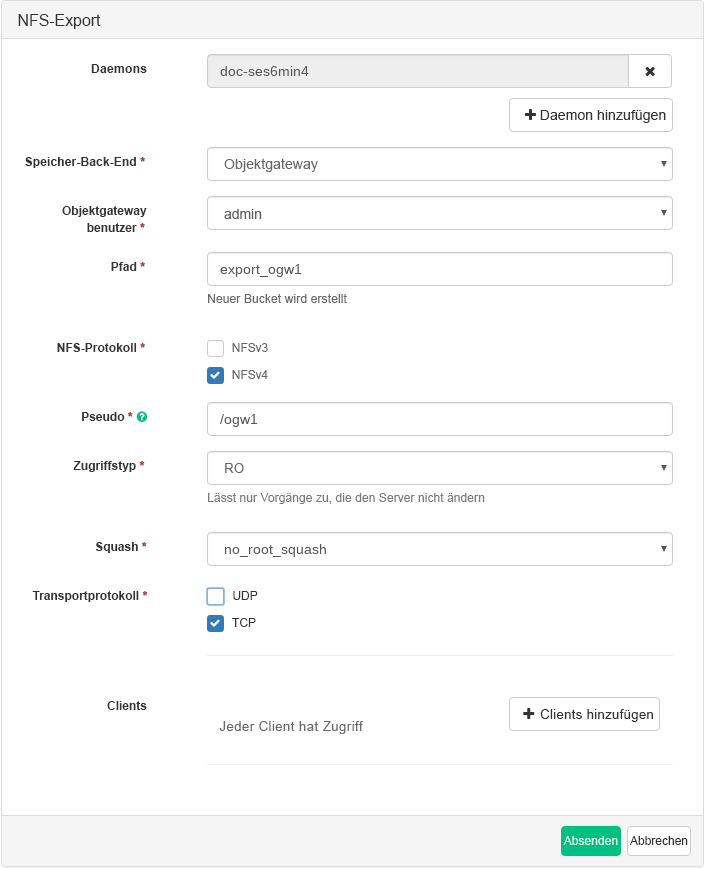 NFS-Export
Daemons
doc-ses6min4
Daemon hinzufügen
Speicher-Back-End *
Objektgateway
Objektgateway
benutzer *
admin
Pfad *
export_ogw1
Neuer Bucket wird erstellt
NFS-Protokoll *
NFSv3
NFSv4
Pseudo *
/ogw1
Zugriffstyp *
RO
Lässt nur Vorgänge zu, die den Server nicht ändern
Squash *
no_root_squash
Transportprotokoll *
UDP
TCP
Clients
Jeder Client hat Zugriff
Clients hinzufügen
Absenden
Abbrechen